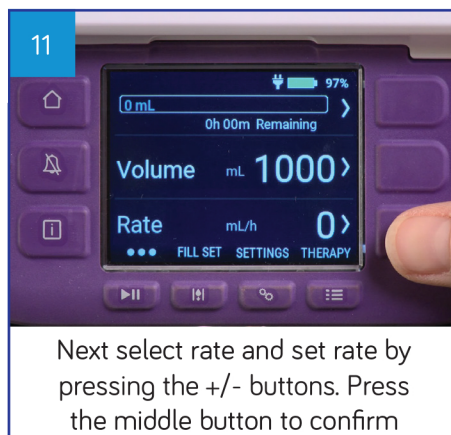 11
97%
0 mL
0h 00m Remaining
Volume mL 1000
Rate mL/h 0
FILL SET SETTINGS THERAPY
Next select rate and set rate by
pressing the +/- buttons. Press
the middle button to confirm